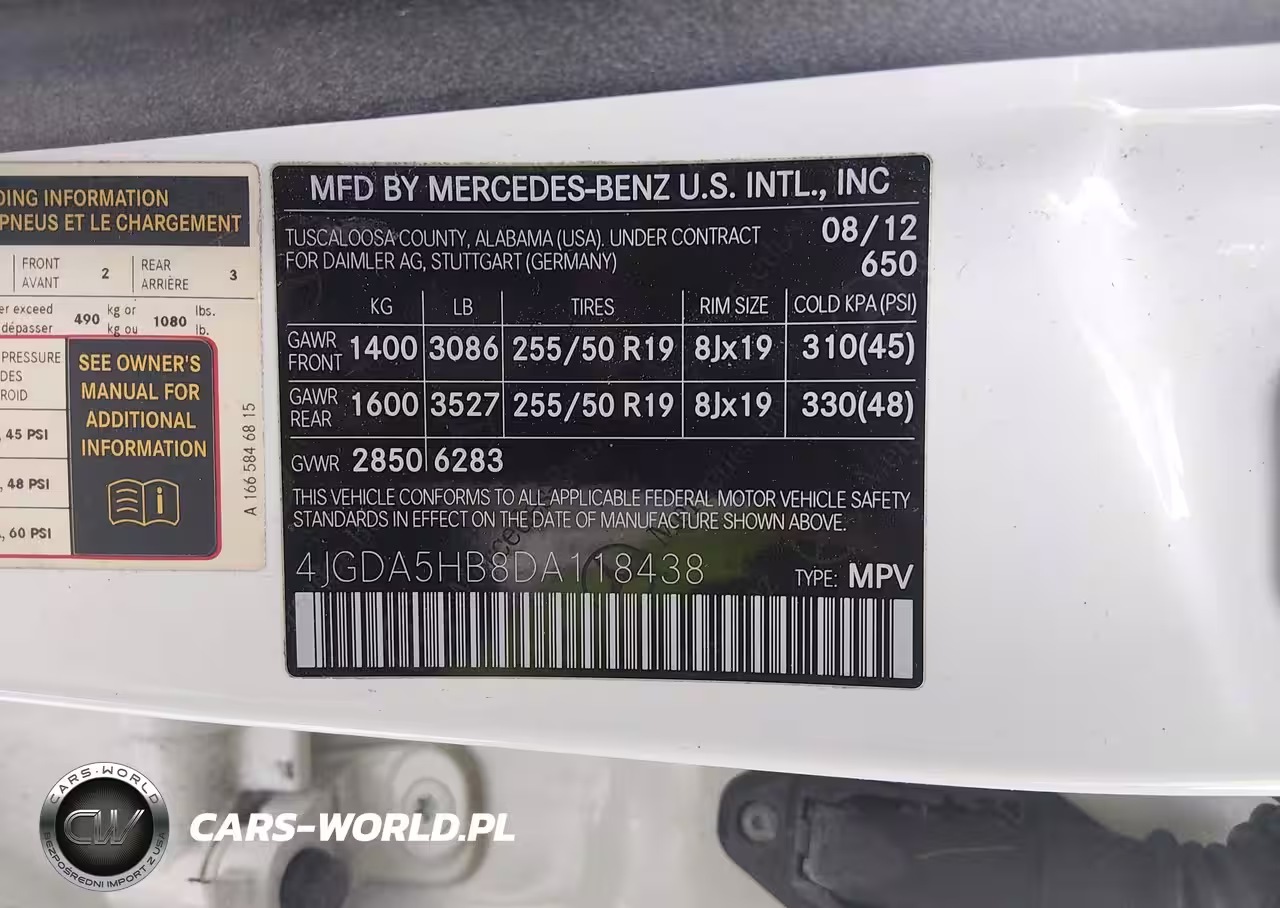 DING INFORMATION
PNEUS ET LE CHARGEMENT
FRONT
AVANT
2
REAR
ARRIÈRE
3
er exceed
dépasser
490
kg or
kg ou
1080
lbs.
lb.
PRESSURE
DES
ROID
, 45 PSI
, 48 PSI
, 60 PSI
SEE OWNER'S
MANUAL FOR
ADDITIONAL
INFORMATION
A 166 584 68 15
MFD BY MERCEDES-BENZ U.S. INTL., INC
TUSCALOOSA COUNTY, ALABAMA (USA). UNDER CONTRACT
FOR DAIMLER AG, STUTTGART (GERMANY)
08/12
650
KG LB TIRES RIM SIZE COLD KPA (PSI)
GAWR FRONT 1400 3086 255/50 R19 8Jx19 310(45)
GAWR REAR 1600 3527 255/50 R19 8Jx19 330(48)
GVWR 2850 6283
THIS VEHICLE CONFORMS TO ALL APPLICABLE FEDERAL MOTOR VEHICLE SAFETY
STANDARDS IN EFFECT ON THE DATE OF MANUFACTURE SHOWN ABOVE.
4JGDA5HB8DA118438
TYPE: MPV
CARS-WORLD
CW
BEZPOŚREDNI IMPORT Z USA
CARS-WORLD.PL